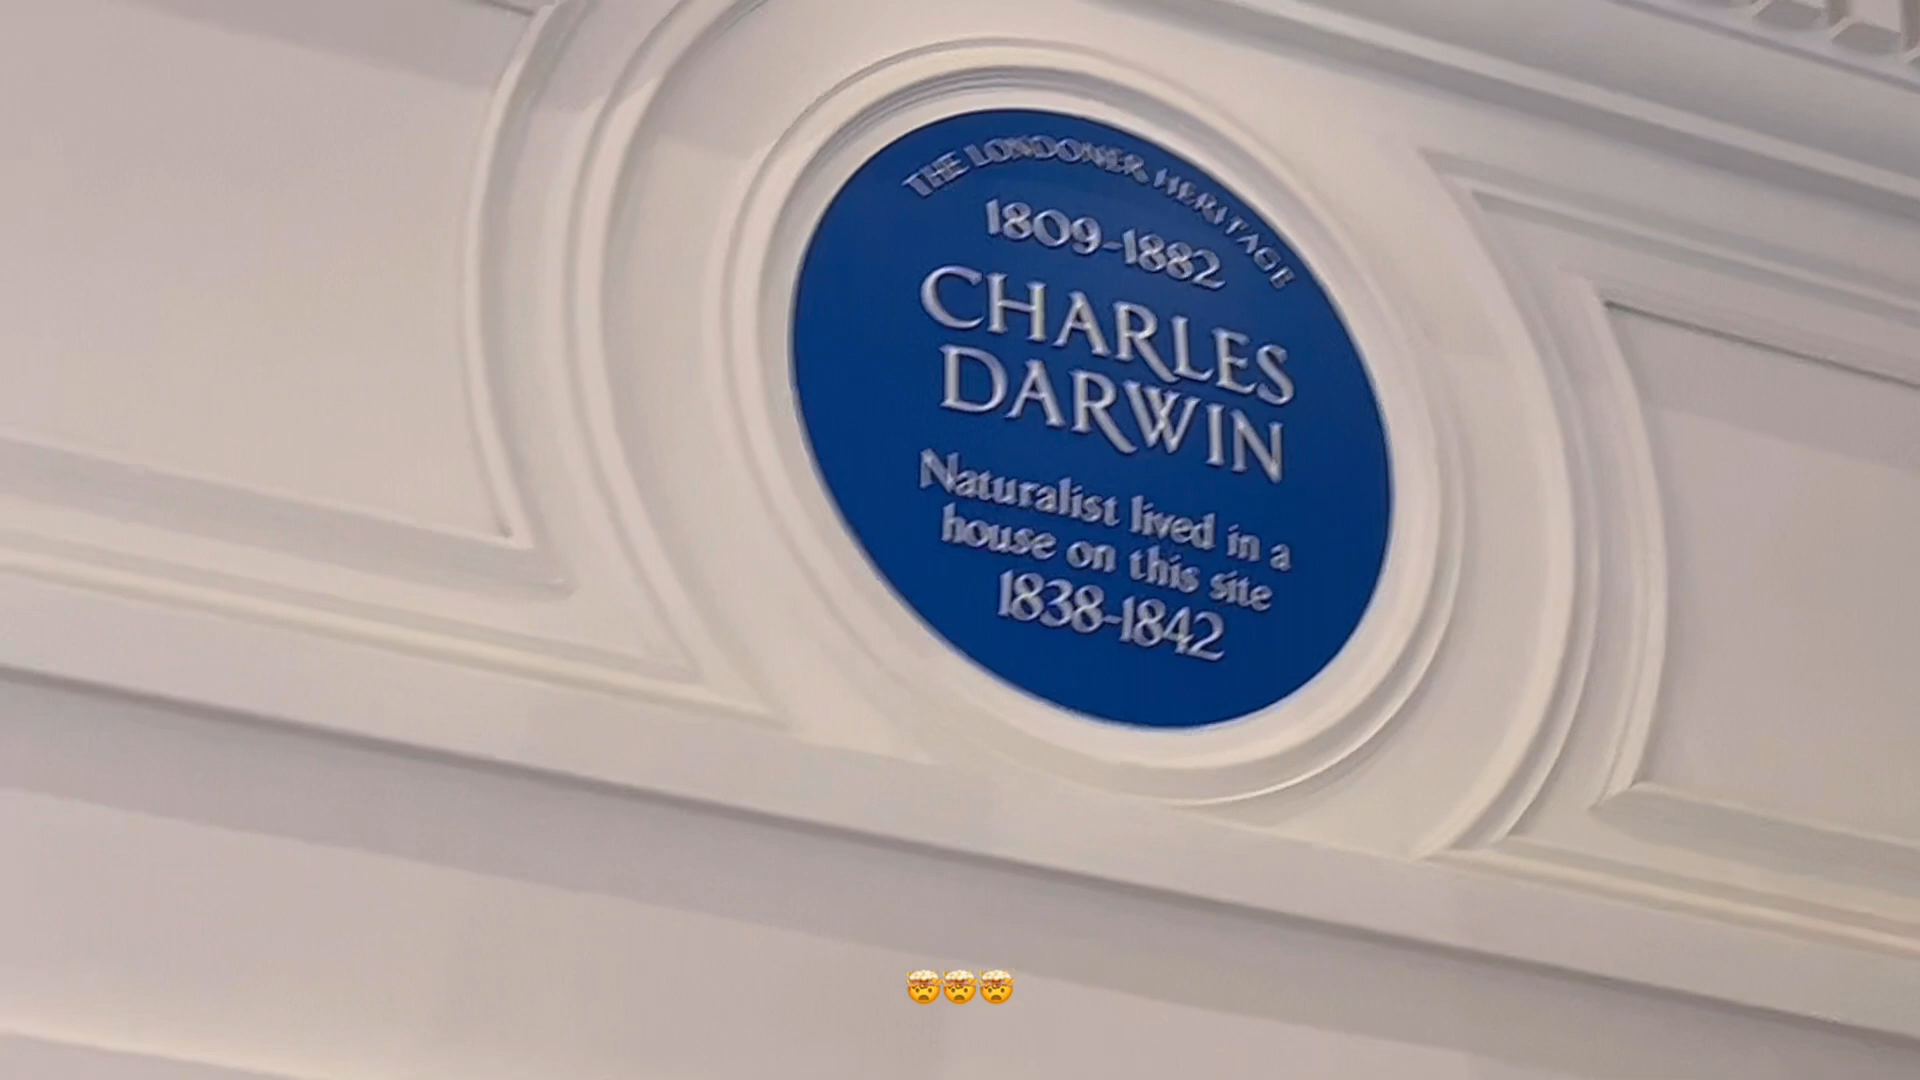 THE LONDONER HERITAGE
1809-1882
CHARLES
DARWIN
Naturalist lived in a
house on this site
1838-1842
🤯🤯🤯